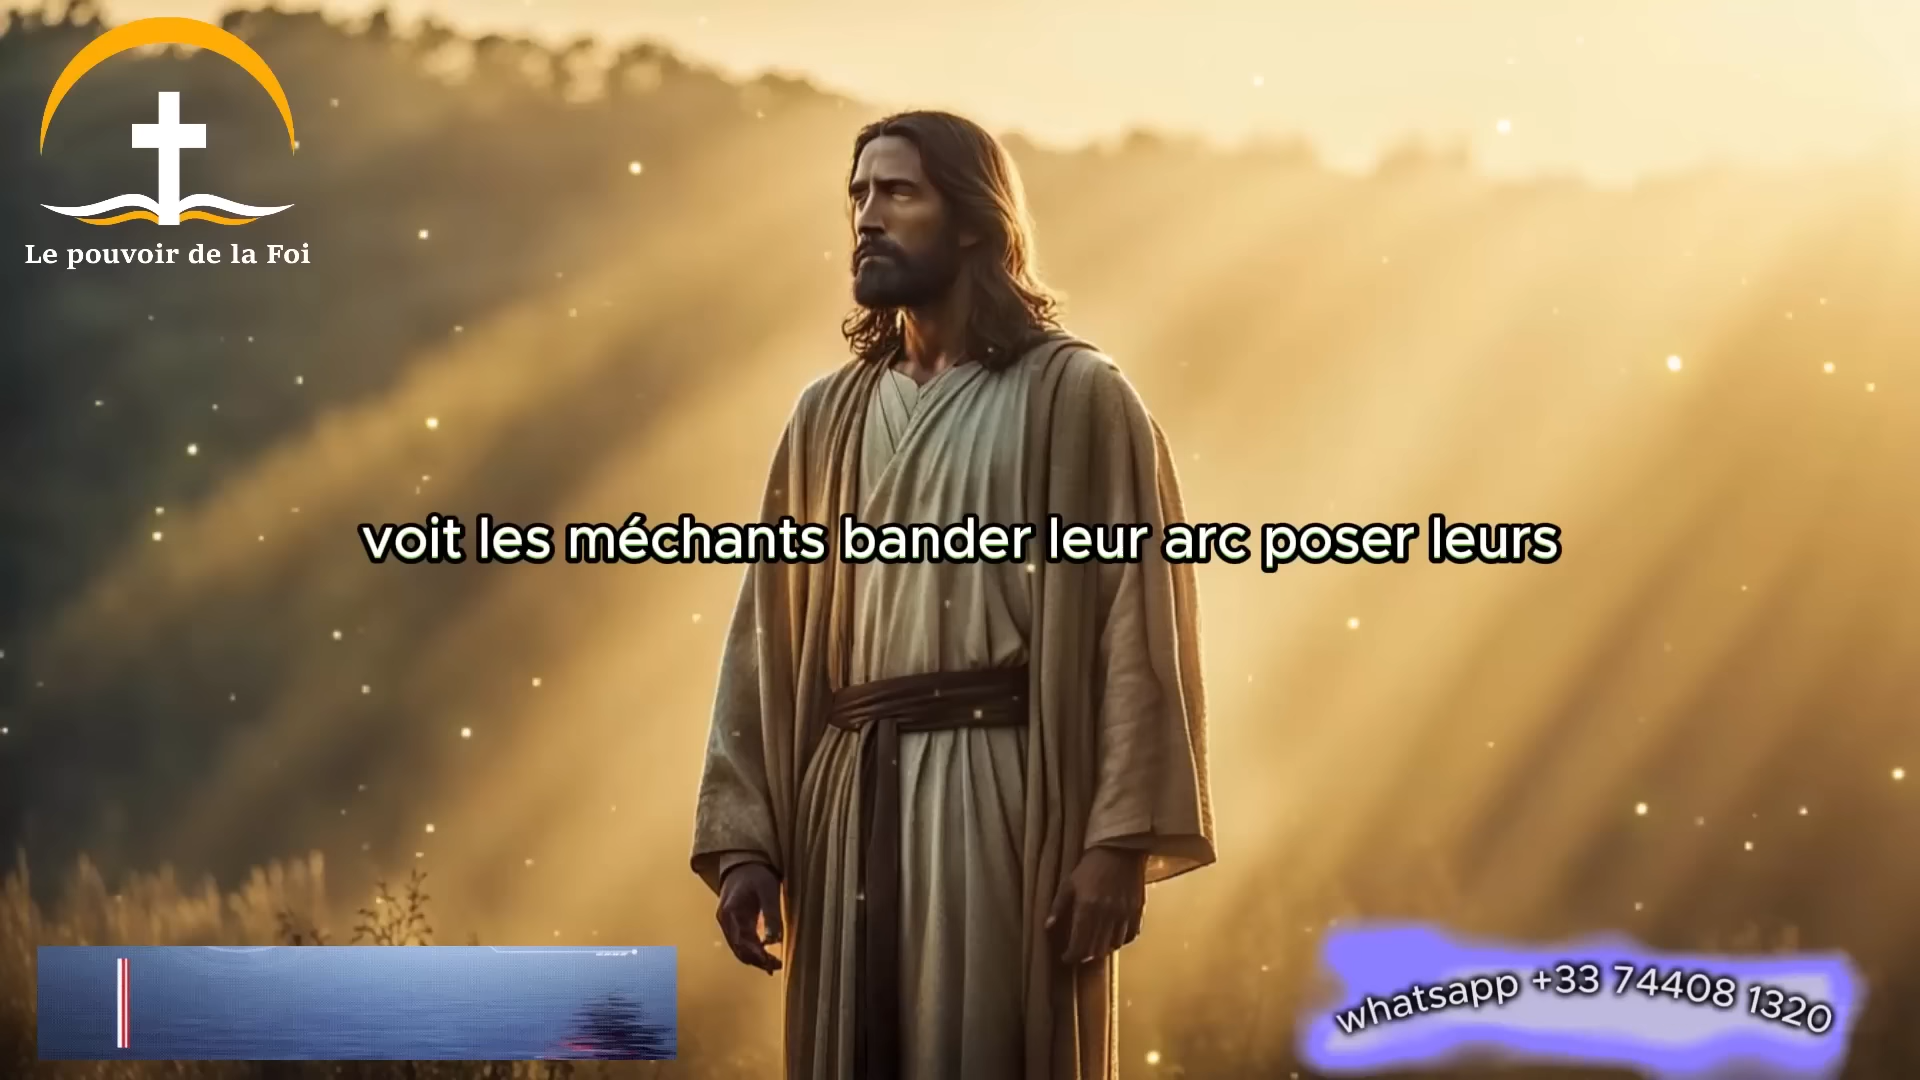 Le pouvoir de la Foi
voit les méchants bander leur arc poser leurs
whatsapp +33 74408 1320